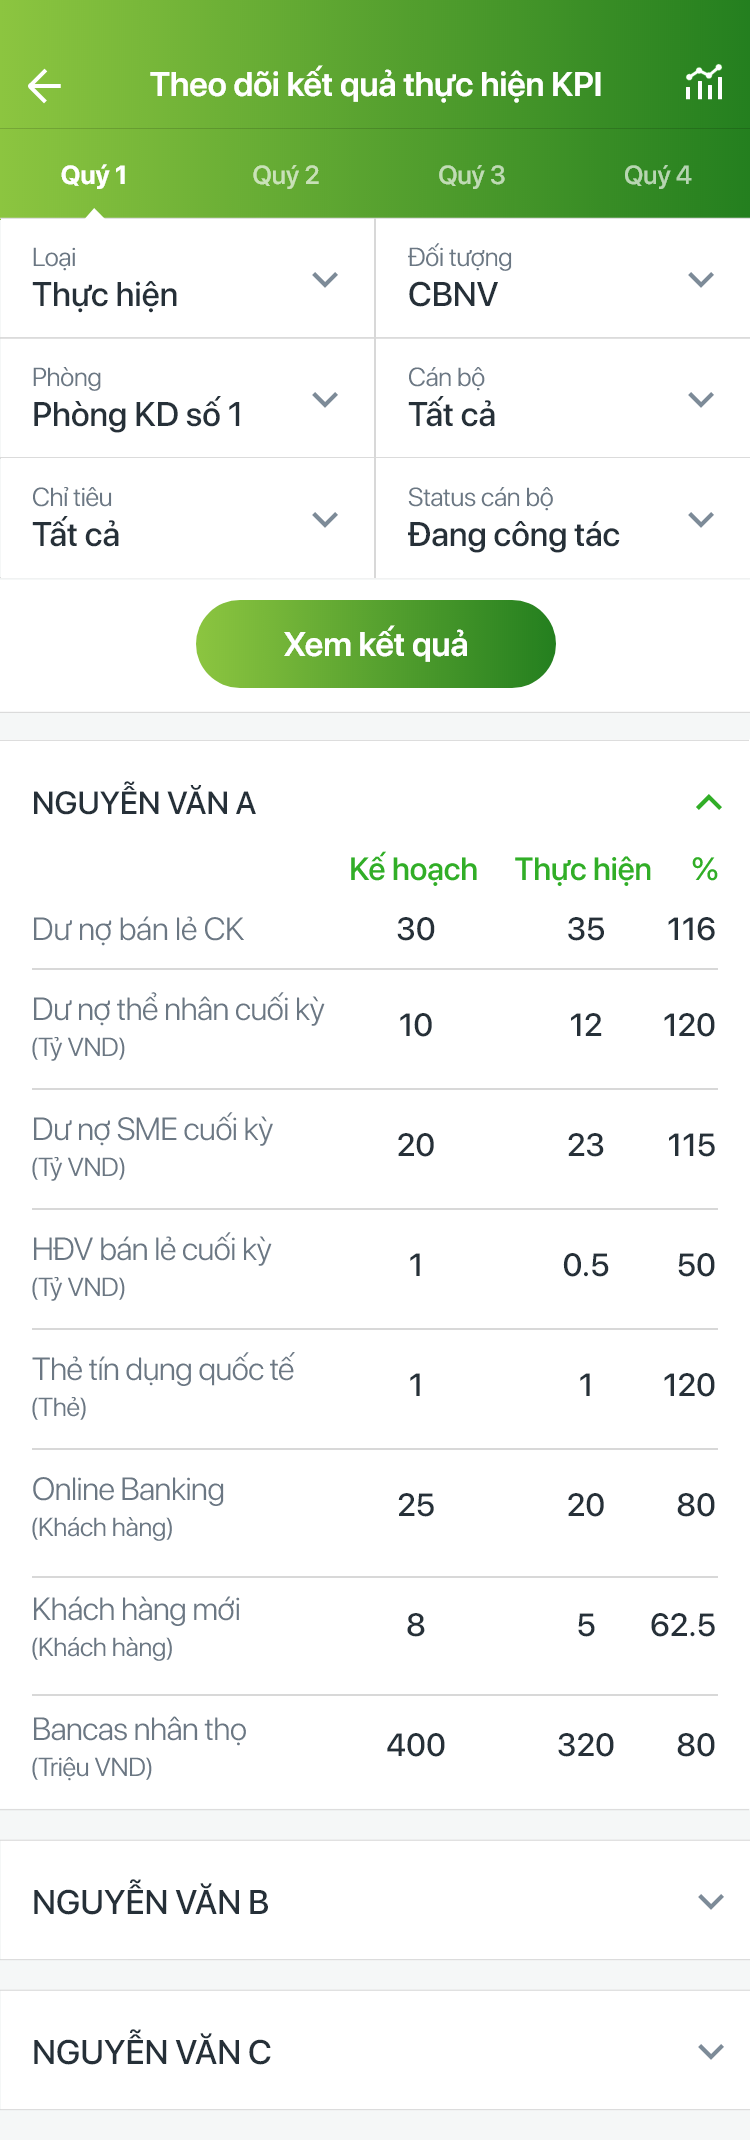 Theo dõi kết quả thực hiện KPI
Quý 1 Quý 2 Quý 3 Quý 4
Loại Đối tượng
Thực hiện CBNV
Phòng Cán bộ
Phòng KD số 1 Tất cả
Chỉ tiêu Status cán bộ
Tất cả Đang công tác
Xem kết quả
NGUYỄN VĂN A
Kế hoạch Thực hiện %
Dư nợ bán lẻ CK 30 35 116
Dư nợ thể nhân cuối kỳ 10 12 120
(Tỷ VND)
Dư nợ SME cuối kỳ 20 23 115
(Tỷ VND)
HĐV bán lẻ cuối kỳ 1 0.5 50
(Tỷ VND)
Thẻ tín dụng quốc tế 1 1 120
(Thẻ)
Online Banking 25 20 80
(Khách hàng)
Khách hàng mới 8 5 62.5
(Khách hàng)
Bancas nhân thọ 400 320 80
(Triệu VND)
NGUYỄN VĂN B
NGUYỄN VĂN C